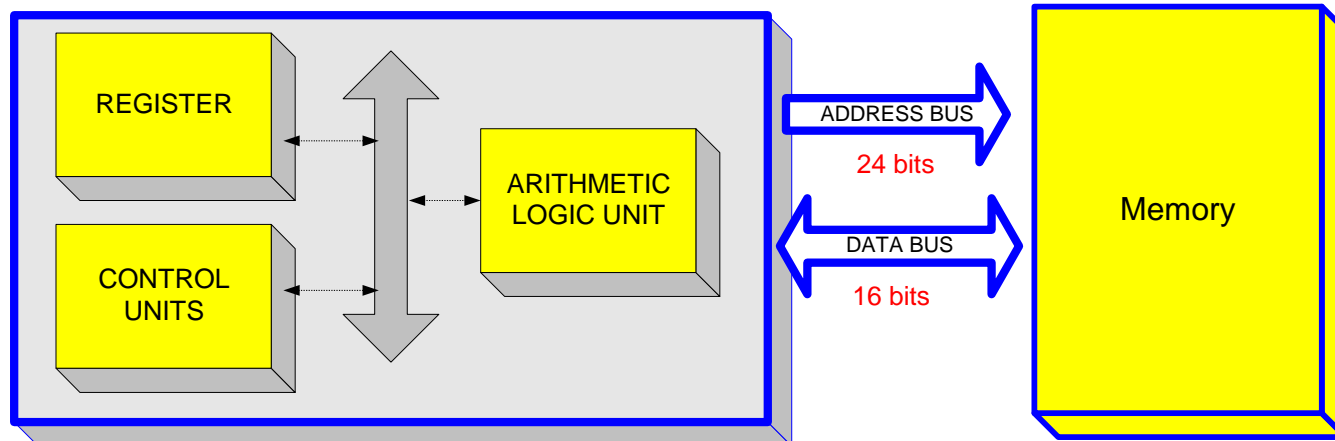 REGISTER
CONTROL
UNITS
ARITHMETIC
LOGIC UNIT
ADDRESS BUS
24 bits
DATA BUS
16 bits
Memory